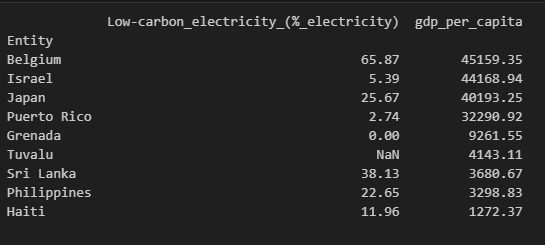 Low-carbon_electricity_(%_electricity) gdp_per_capita
Entity
Belgium 65.87 45159.35
Israel 5.39 44168.94
Japan 25.67 40193.25
Puerto Rico 2.74 32290.92
Grenada 0.00 9261.55
Tuvalu NaN 4143.11
Sri Lanka 38.13 3680.67
Philippines 22.65 3298.83
Haiti 11.96 1272.37